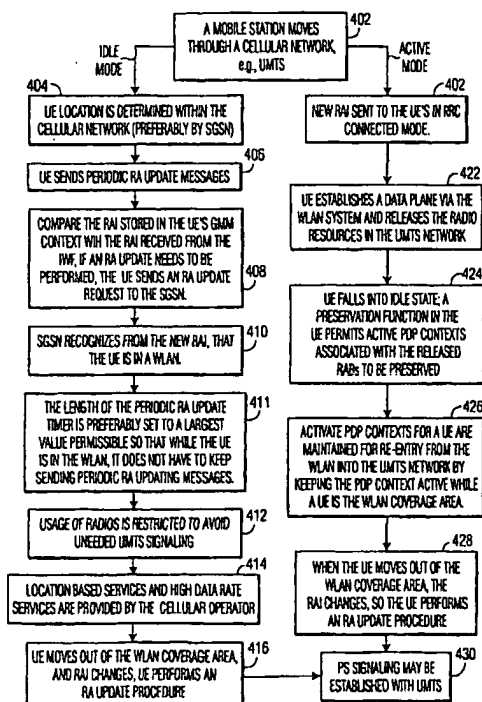 402
A MOBILE STATION MOVES
THROUGH A CELLULAR NETWORK,
e.g., UMTS
IDLE
MODE
ACTIVE
MODE
404
UE LOCATION IS DETERMINED WITHIN THE
CELLULAR NETWORK (PREFERABLY BY SGSN)
406
UE SENDS PERIODIC RA UPDATE MESSAGES
COMPARE THE RAI STORED IN THE UE'S GMM
CONTEXT WIH THE RAI RECEIVED FROM THE
IWF, IF AN RA UPDATE NEEDS TO BE
PERFORMED, THE UE SENDS AN RA UPDATE
REQUEST TO THE SGSN.
408
410
SGSN RECOGNIZES FROM THE NEW RAI, THAT
THE UE IS IN A WLAN.
411
THE LENGTH OF THE PERIODIC RA UPDATE
TIMER IS PREFERABLY SET TO A LARGEST
VALUE PERMISSIBLE SO THAT WHILE THE UE
IS IN THE WLAN, IT DOES NOT HAVE TO KEEP
SENDING PERIODIC RA UPDATING MESSAGES.
412
USAGE OF RADIOS IS RESTRICTED TO AVOID
UNEEDED UMTS SIGNALING
414
LOCATION BASED SERVICES AND HIGH DATA RATE
SERVICES ARE PROVIDED BY THE CELLULAR OPERATOR
416
UE MOVES OUT OF THE WLAN COVERAGE AREA,
AND RAI CHANGES, UE PERFORMS AN
RA UPDATE PROCEDURE
402
NEW RAI SENT TO THE UE'S IN RRC
CONNECTED MODE.
422
UE ESTABLISHES A DATA PLANE VIA THE
WLAN SYSTEM AND RELEASES THE RADIO
RESOURCES IN THE UMTS NETWORK
424
UE FALLS INTO IDLE STATE; A
PRESERVATION FUNCTION IN THE
UE PERMITS ACTIVE PDP CONTEXTS
ASSOCIATED WITH THE RELEASED
RABs TO BE PRESERVED
426
ACTIVATE PDP CONTEXTS FOR A UE ARE
MAINTAINED FOR RE-ENTRY FROM THE
WLAN INTO THE UMTS NETWORK BY
KEEPING THE PDP CONTEXT ACTIVE WHILE
A UE IS THE WLAN COVERAGE AREA.
428
WHEN THE UE MOVES OUT OF THE
WLAN COVERAGE AREA, THE
RAI CHANGES, SO THE UE PERFORMS
AN RA UPDATE PROCEDURE
430
PS SIGNALING MAY BE
ESTABLISHED WITH UMTS